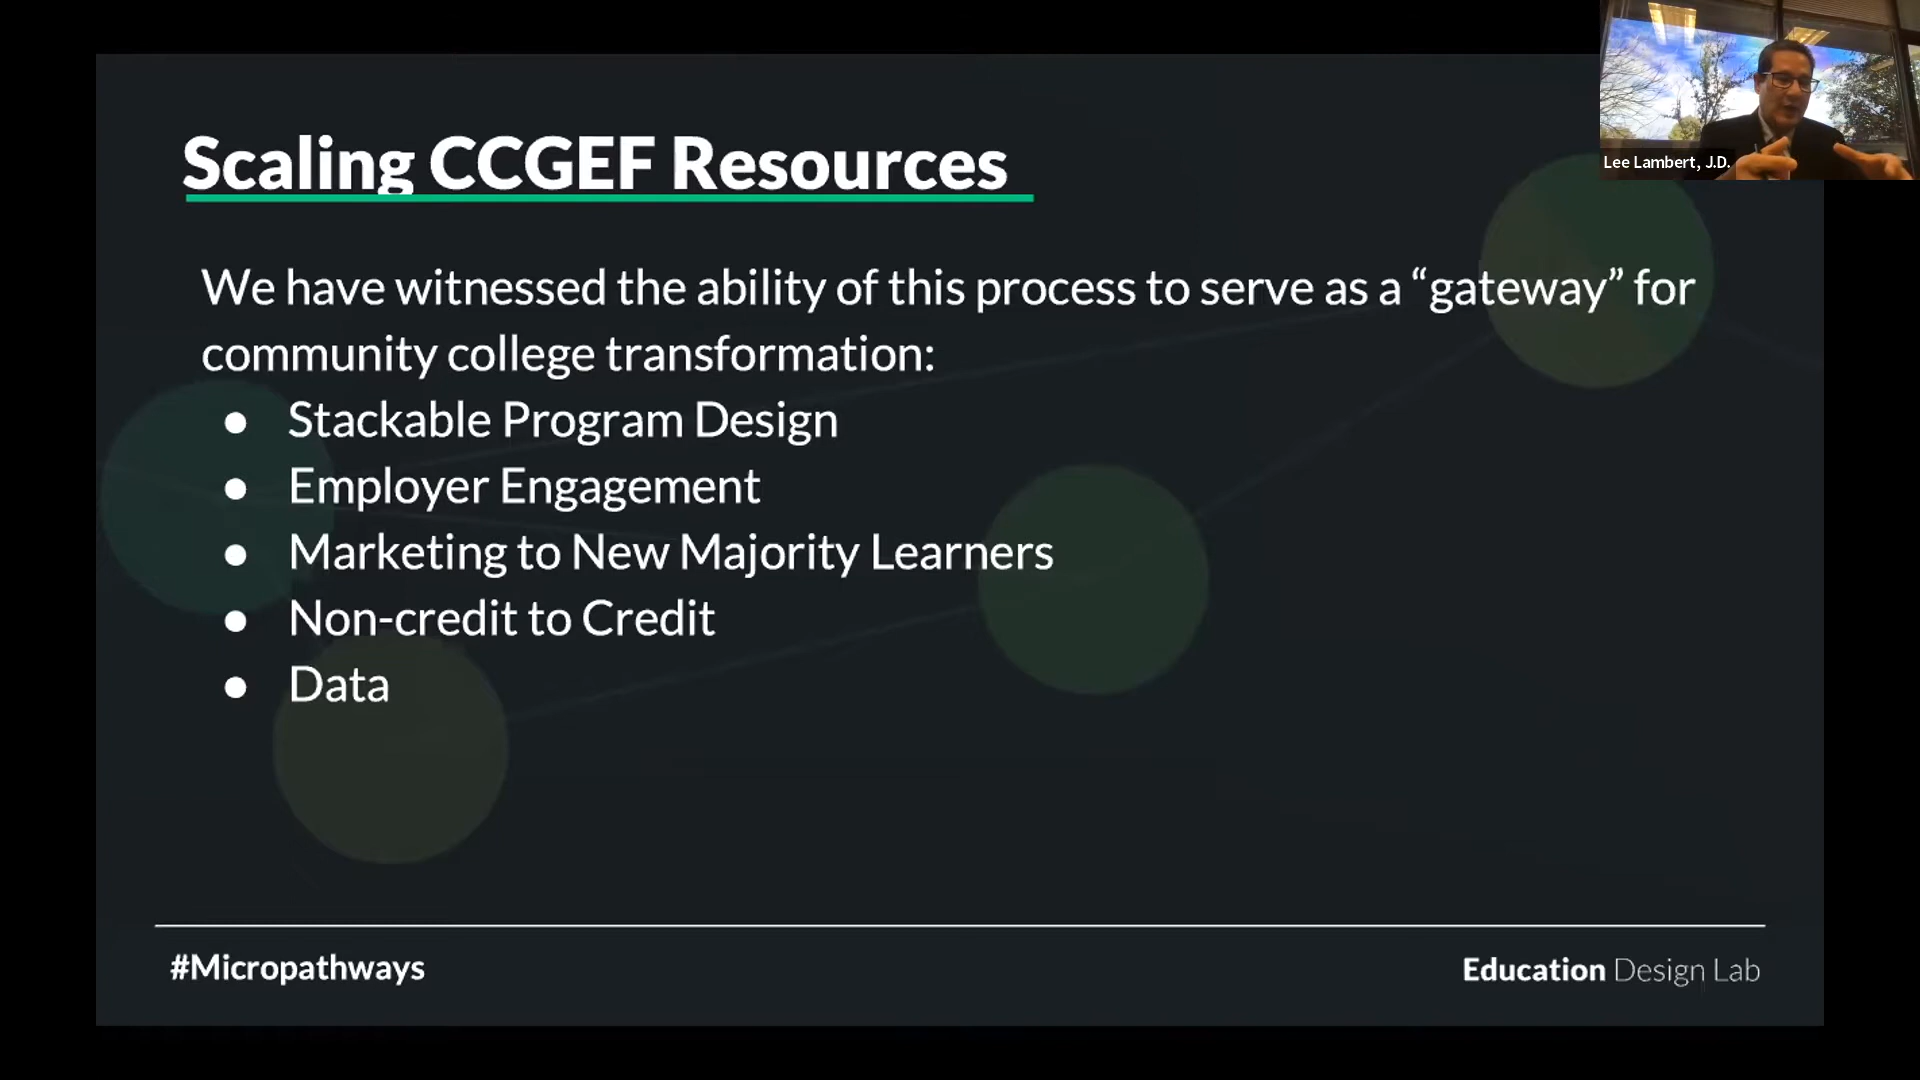 Lee Lambert, J.D.
Scaling CCGEF Resources
We have witnessed the ability of this process to serve as a “gateway” for
community college transformation:
● Stackable Program Design
● Employer Engagement
● Marketing to New Majority Learners
● Non-credit to Credit
● Data
#Micropathways
Education Design Lab